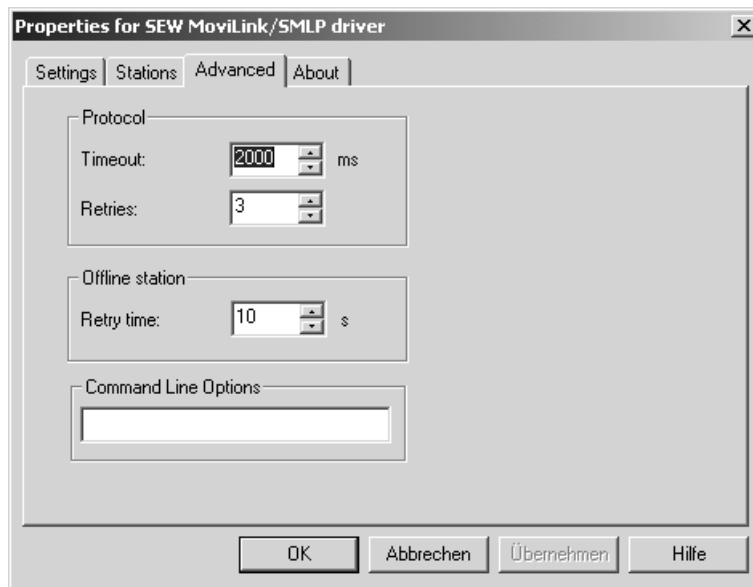 Properties for SEW MoviLink/SMLP driver
Settings Stations Advanced About
Protocol
Timeout: 2000 ms
Retries: 3
Offline station
Retry time: 10 s
Command Line Options
OK Abbrechen Übernehmen Hilfe